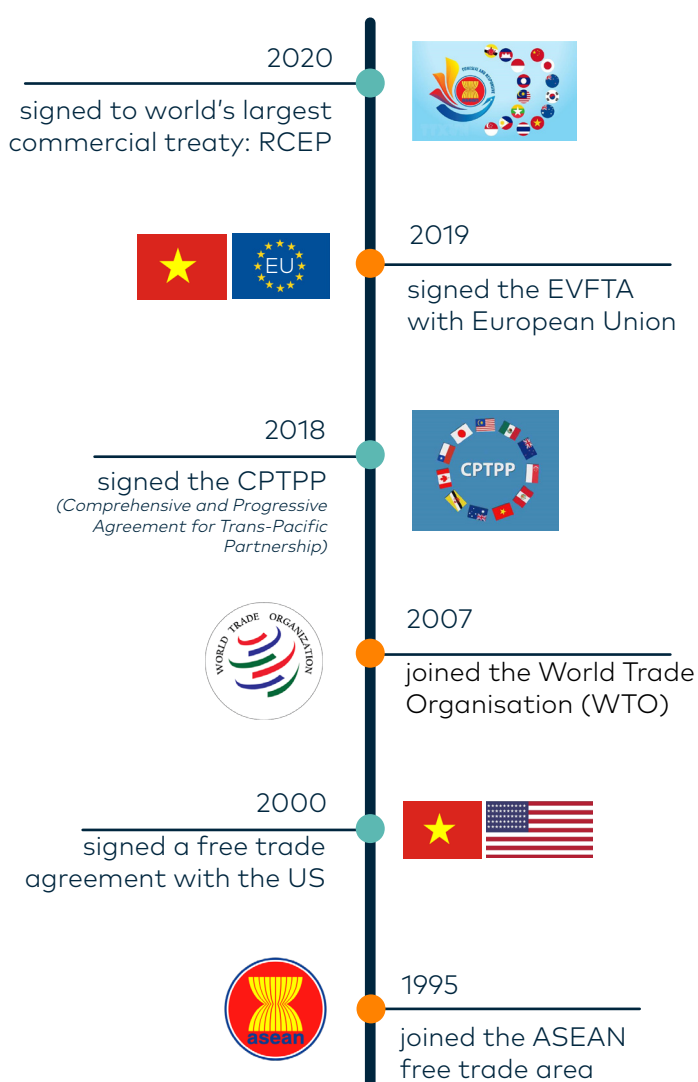 2020
signed to world's largest
commercial treaty: RCEP
EU
2019
signed the EVFTA
with European Union
2018
signed the CPTPP
(Comprehensive and Progressive
Agreement for Trans-Pacific
Partnership)
CPTPP
WORLD TRADE ORGANIZATION
2007
joined the World Trade
Organisation (WTO)
2000
signed a free trade
agreement with the US
asean
1995
joined the ASEAN
free trade area